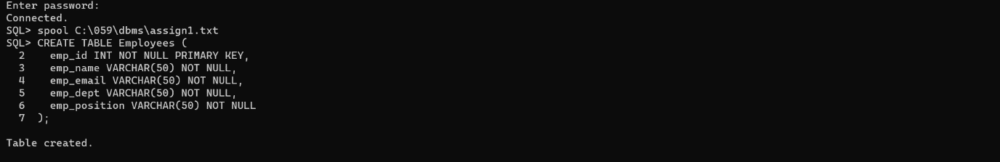 Enter password:
Connected.
SQL> spool C:\059\dbms\assign1.txt
SQL> CREATE TABLE Employees (
  2    emp_id INT NOT NULL PRIMARY KEY,
  3    emp_name VARCHAR(50) NOT NULL,
  4    emp_email VARCHAR(50) NOT NULL,
  5    emp_dept VARCHAR(50) NOT NULL,
  6    emp_position VARCHAR(50) NOT NULL
  7  );
Table created.